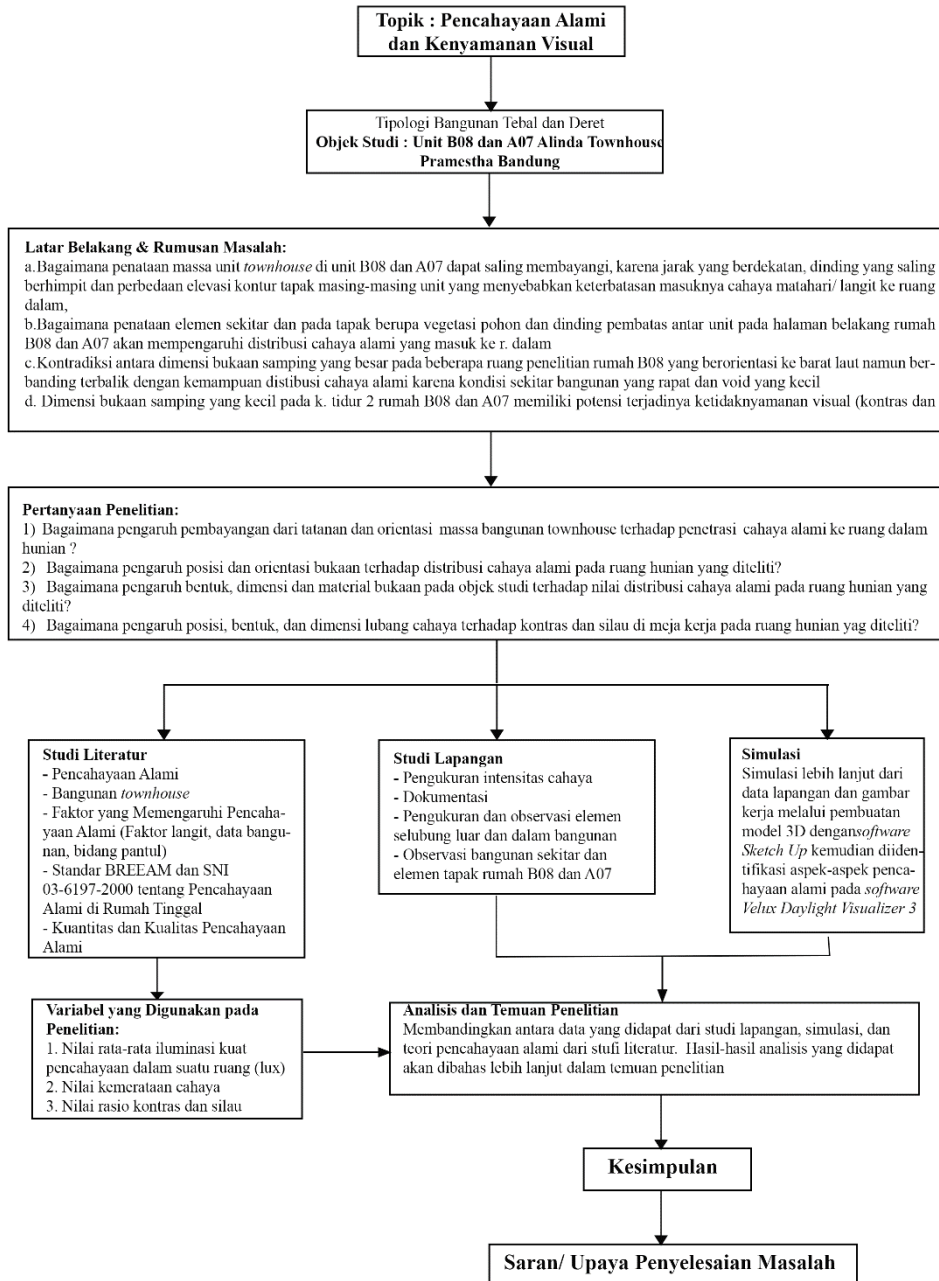 Topik : Pencahayaan Alami
dan Kenyamanan Visual
Tipologi Bangunan Tebal dan Deret
Objek Studi : Unit B08 dan A07 Alinda Townhouse
Pramestha Bandung
Latar Belakang & Rumusan Masalah:
a.Bagaimana penataan massa unit townhouse di unit B08 dan A07 dapat saling membayangi, karena jarak yang berdekatan, dinding yang saling
berhimpit dan perbedaan elevasi kontur tapak masing-masing unit yang menyebabkan keterbatasan masuknya cahaya matahari/ langit ke ruang
dalam,
b.Bagaimana penataan elemen sekitar dan pada tapak berupa vegetasi pohon dan dinding pembatas antar unit pada halaman belakang rumah
B08 dan A07 akan mempengaruhi distribusi cahaya alami yang masuk ke r. dalam
c.Kontradiksi antara dimensi bukaan samping yang besar pada beberapa ruang penelitian rumah B08 yang berorientasi ke barat laut namun ber-
banding terbalik dengan kemampuan distibusi cahaya alami karena kondisi sekitar bangunan yang rapat dan void yang kecil
d. Dimensi bukaan samping yang kecil pada k. tidur 2 rumah B08 dan A07 memiliki potensi terjadinya ketidaknyamanan visual (kontras dan
Pertanyaan Penelitian:
1) Bagaimana pengaruh pembayangan dari tatanan dan orientasi massa bangunan townhouse terhadap penetrasi cahaya alami ke ruang dalam
hunian ?
2) Bagaimana pengaruh posisi dan orientasi bukaan terhadap distribusi cahaya alami pada ruang hunian yang diteliti?
3) Bagaimana pengaruh bentuk, dimensi dan material bukaan pada objek studi terhadap nilai distribusi cahaya alami pada ruang hunian yang
diteliti?
4) Bagaimana pengaruh posisi, bentuk, dan dimensi lubang cahaya terhadap kontras dan silau di meja kerja pada ruang hunian yag diteliti?
Studi Literatur
- Pencahayaan Alami
- Bangunan townhouse
- Faktor yang Memengaruhi Pencaha-
yaan Alami (Faktor langit, data bangu-
nan, bidang pantul)
- Standar BREEAM dan SNI
03-6197-2000 tentang Pencahayaan
Alami di Rumah Tinggal
- Kuantitas dan Kualitas Pencahayaan
Alami
Studi Lapangan
- Pengukuran intensitas cahaya
- Dokumentasi
- Pengukuran dan observasi elemen
selubung luar dan dalam bangunan
- Observasi bangunan sekitar dan
elemen tapak rumah B08 dan A07
Simulasi
Simulasi lebih lanjut dari
data lapangan dan gambar
kerja melalui pembuatan
model 3D dengansoftware
Sketch Up kemudian diiden-
tifikasi aspek-aspek penca-
hayaan alami pada software
Velux Daylight Visualizer 3
Variabel yang Digunakan pada
Penelitian:
1. Nilai rata-rata iluminasi kuat
pencahayaan dalam suatu ruang (lux)
2. Nilai kemerataan cahaya
3. Nilai rasio kontras dan silau
Analisis dan Temuan Penelitian
Membandingkan antara data yang didapat dari studi lapangan, simulasi, dan
teori pencahayaan alami dari stufi literatur. Hasil-hasil analisis yang didapat
akan dibahas lebih lanjut dalam temuan penelitian
Kesimpulan
Saran/ Upaya Penyelesaian Masalah